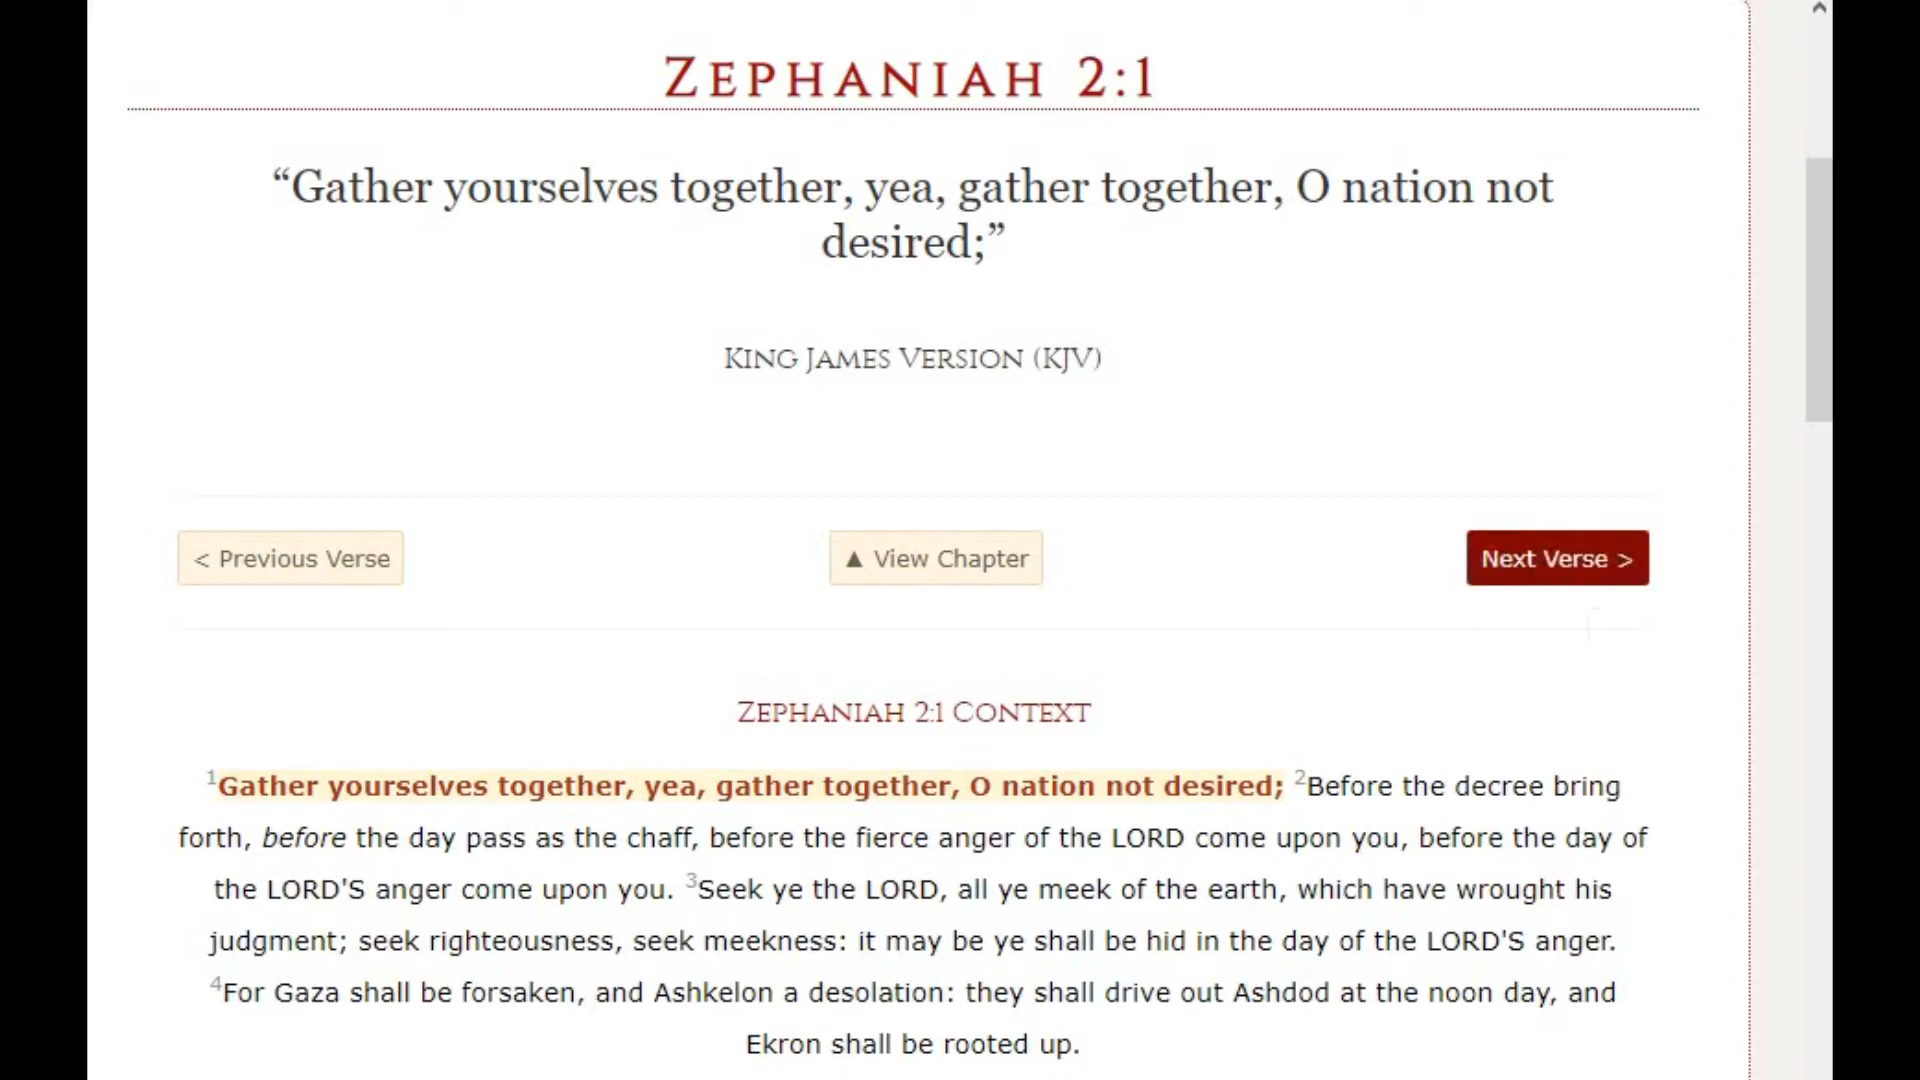 ZEPHANIAH 2:1
“Gather yourselves together, yea, gather together, O nation not
desired;”
KING JAMES VERSION (KJV)
< Previous Verse
▲ View Chapter
Next Verse >
ZEPHANIAH 2:1 CONTEXT
1Gather yourselves together, yea, gather together, O nation not desired; 2Before the decree bring
forth, before the day pass as the chaff, before the fierce anger of the LORD come upon you, before the day of
the LORD'S anger come upon you. 3Seek ye the LORD, all ye meek of the earth, which have wrought his
judgment; seek righteousness, seek meekness: it may be ye shall be hid in the day of the LORD'S anger.
4For Gaza shall be forsaken, and Ashkelon a desolation: they shall drive out Ashdod at the noon day, and
Ekron shall be rooted up.